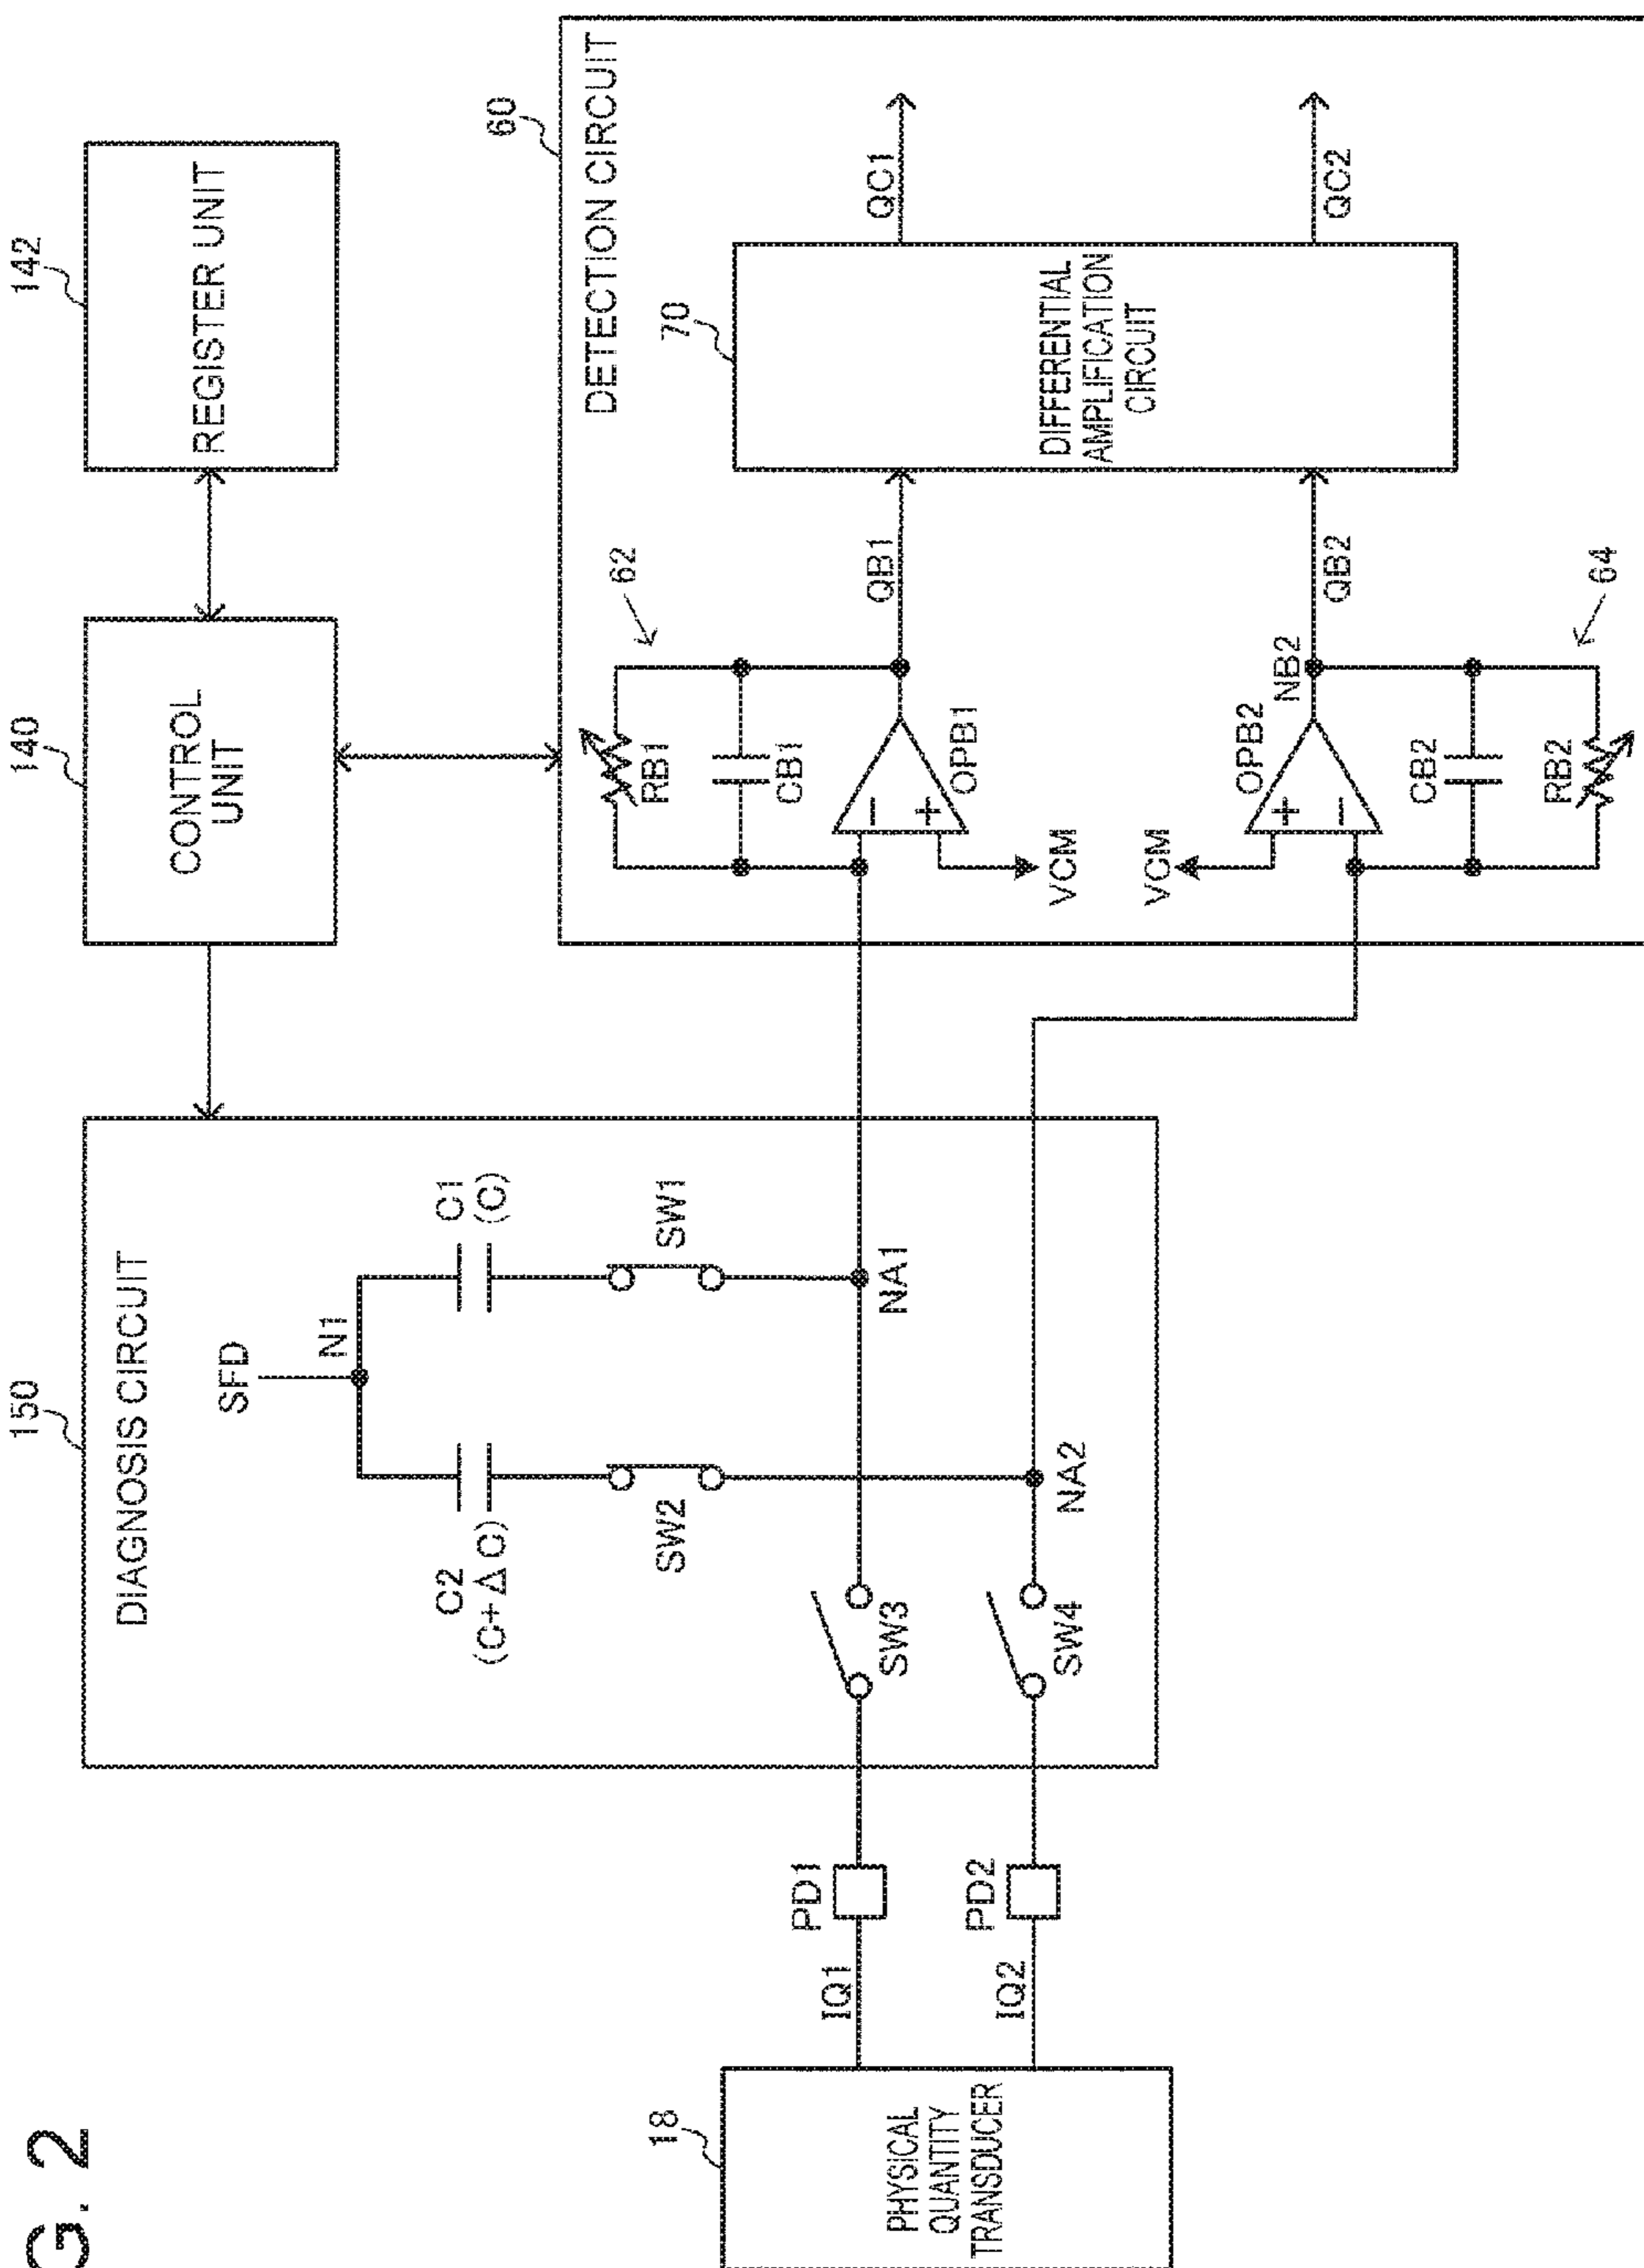 G. 2
150
DIAGNOSIS CIRCUIT
SFD
N1
C2
(C+ΔC)
C1
(C)
SW2
SW1
NA1
SW3
NA2
SW4
18
PHYSICAL
QUANTITY
TRANSDUCER
IQ1
PD1
IQ2
PD2
140
CONTROL
UNIT
142
REGISTER UNIT
60
DETECTION CIRCUIT
62
RB1
CB1
OPB1
VCM
QB1
70
DIFFERENTIAL
AMPLIFICATION
CIRCUIT
QC1
VCM
OPB2
NB2
QB2
QC2
CB2
RB2
64
−
+
+
−